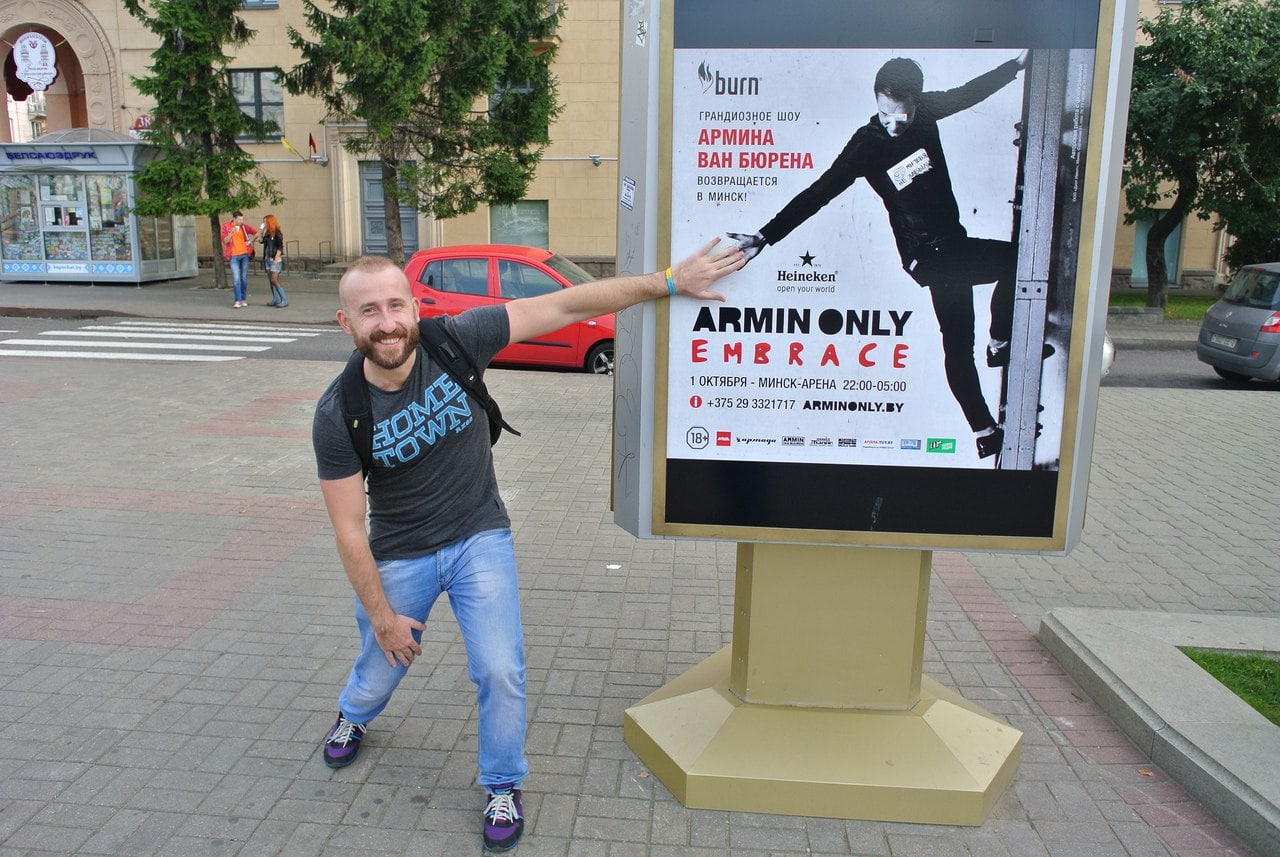 БЕЛСАЮЗДРУК
HOME
TOWN
burn
ГРАНДИОЗНОЕ ШОУ
АРМИНА
ВАН БЮРЕНА
ВОЗВРАЩАЕТСЯ
В МИНСК!
Heineken
open your world
ARMIN ONLY
EMBRACE
1 ОКТЯБРЯ - МИНСК-АРЕНА 22:00-05:00
i +375 29 3321717 ARMINONLY.BY
18+